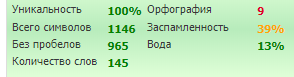 Уникальность 100% Орфография 9
Всего символов 1146 Заспамленность 39%
Без пробелов 965 Вода 13%
Количество слов 145